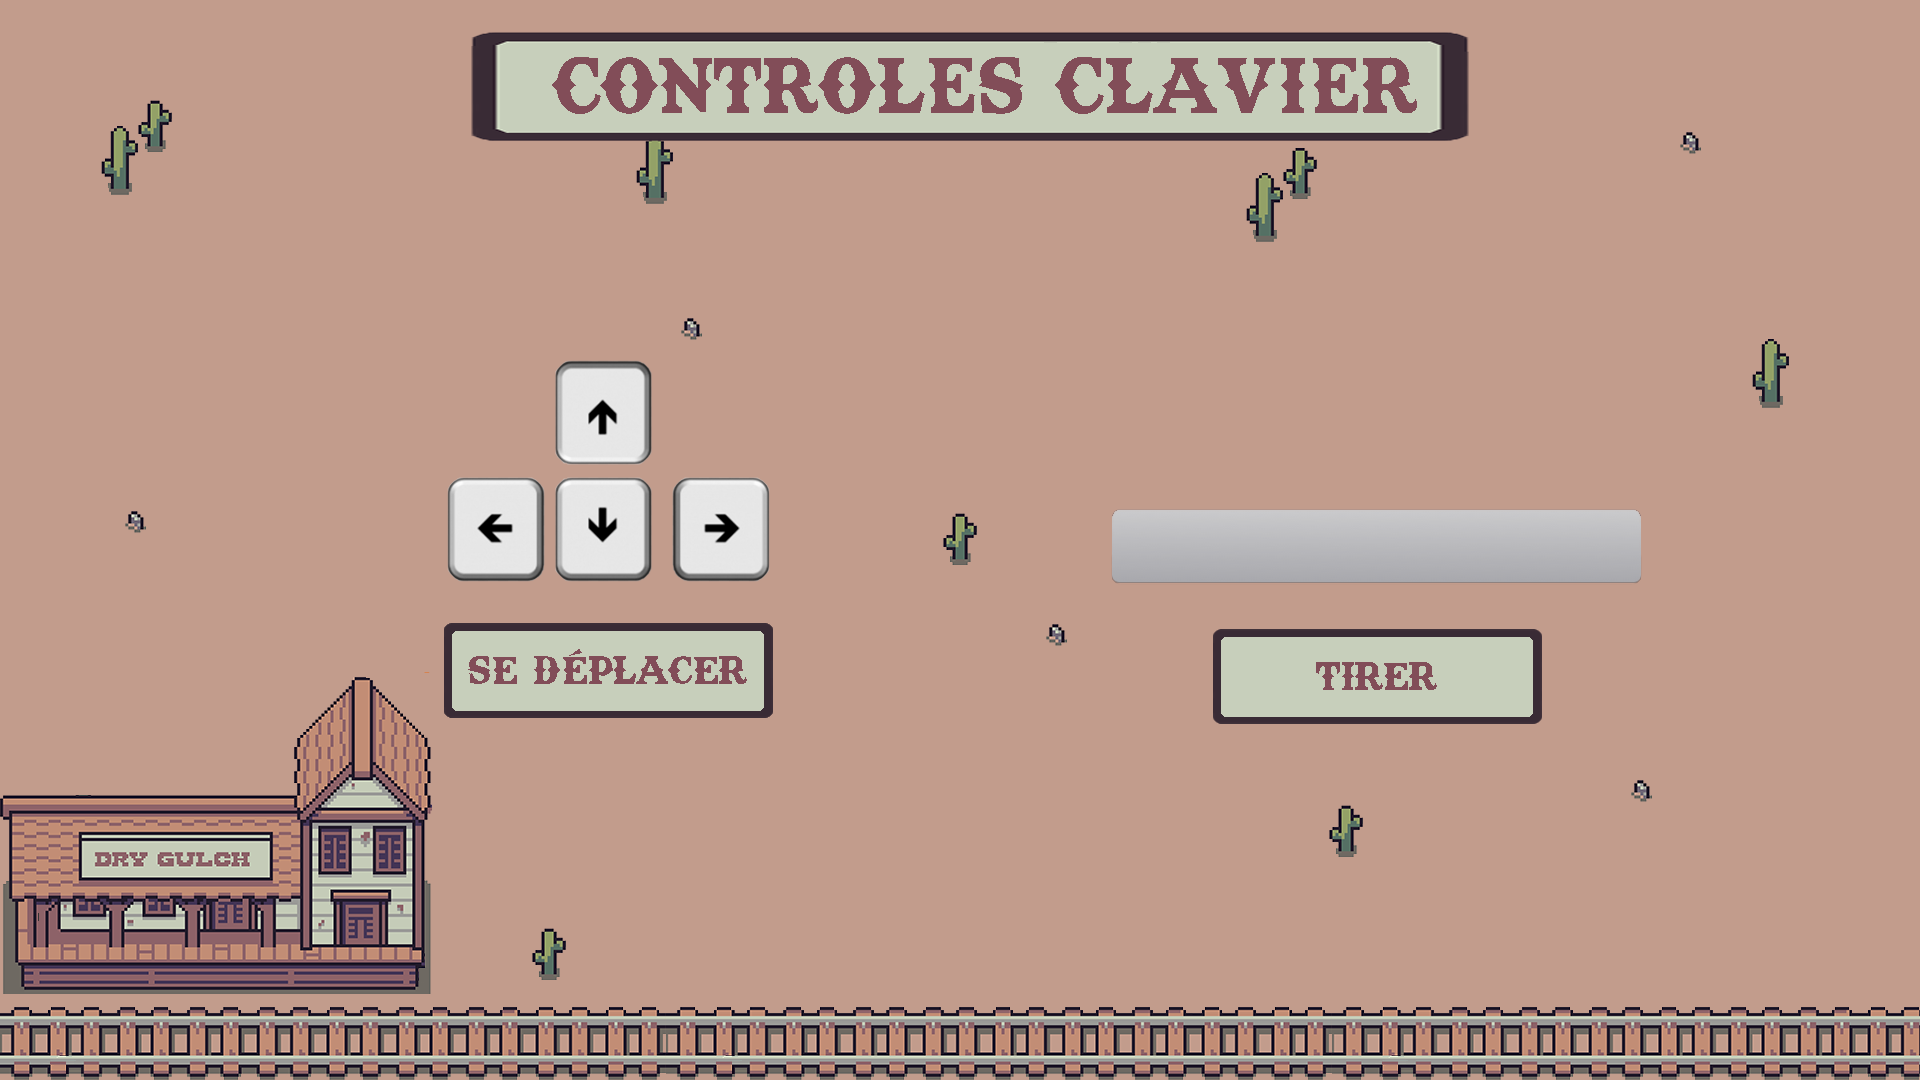 CONTROLES CLAVIER
↑
← ↓ →
SE DÉPLACER
TIRER
DRY GULCH